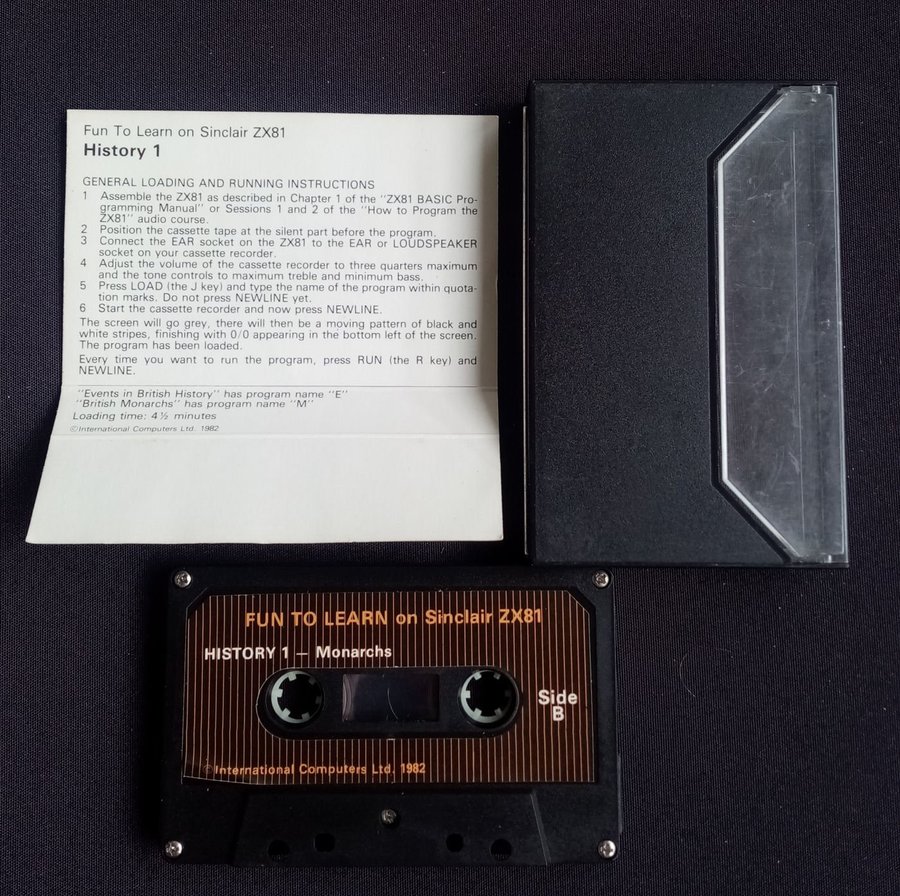 Fun To Learn on Sinclair ZX81
History 1
GENERAL LOADING AND RUNNING INSTRUCTIONS
1 Assemble the ZX81 as described in Chapter 1 of the "ZX81 BASIC Pro-
gramming Manual" or Sessions 1 and 2 of the "How to Program the
ZX81" audio course.
2 Position the cassette tape at the silent part before the program.
3 Connect the EAR socket on the ZX81 to the EAR or LOUDSPEAKER
socket on your cassette recorder.
4 Adjust the volume of the cassette recorder to three quarters maximum
and the tone controls to maximum treble and minimum bass.
5 Press LOAD (the J key) and type the name of the program within quota-
tion marks. Do not press NEWLINE yet.
6 Start the cassette recorder and now press NEWLINE.
The screen will go grey, there will then be a moving pattern of black and
white stripes, finishing with 0/0 appearing in the bottom left of the screen.
The program has been loaded.
Every time you want to run the program, press RUN (the R key) and
NEWLINE.
"Events in British History" has program name "E"
"British Monarchs" has program name "M"
Loading time: 4½ minutes
©International Computers Ltd. 1982
FUN TO LEARN on Sinclair ZX81
HISTORY 1 – Monarchs
Side
B
©International Computers Ltd. 1982